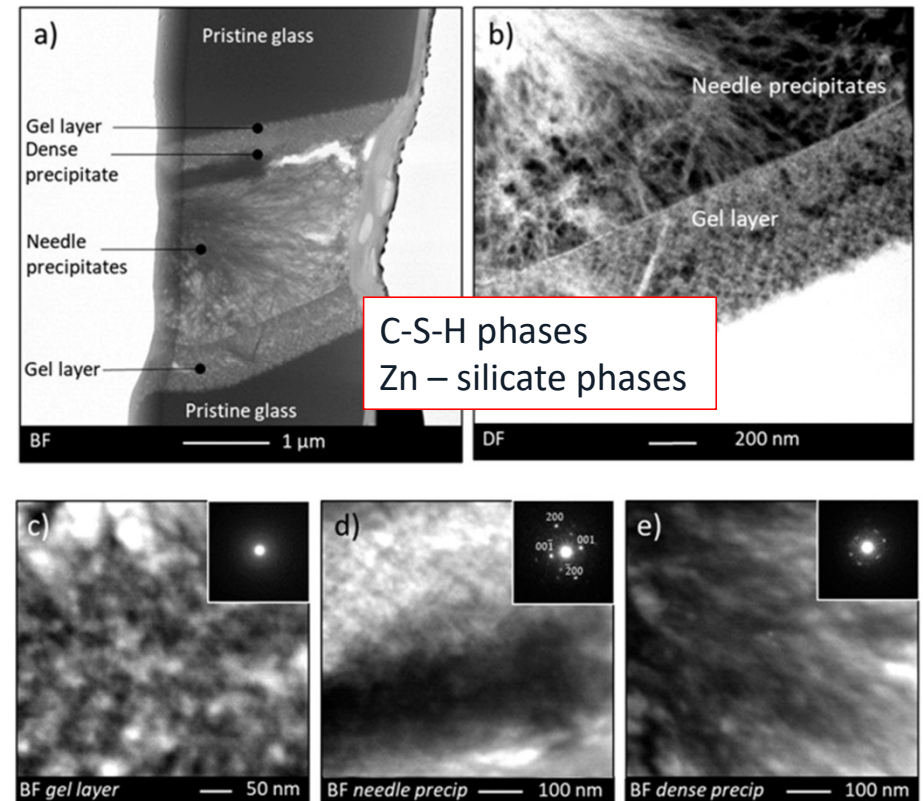 a)
Pristine glass
Gel layer
Dense
precipitate
Needle
precipitates
Gel layer
Pristine glass
BF
1 µm
b)
Needle precipitates
Gel layer
DF
200 nm
C-S-H phases
Zn – silicate phases
c)
BF gel layer
50 nm
d)
200
001̄
001
2̄00
BF needle precip
100 nm
e)
BF dense precip
100 nm